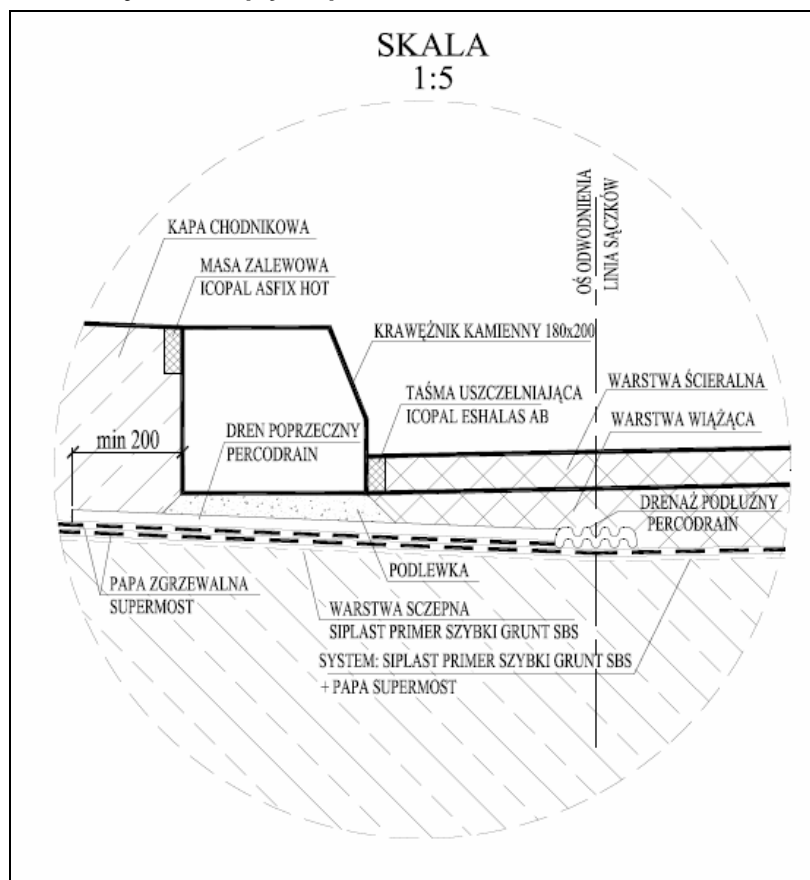 SKALA
1:5
OŚ ODWODNIENIA
LINIA SĄCZKÓW
KAPA CHODNIKOWA
MASA ZALEWOWA
ICOPAL ASFIX HOT
KRAWĘŻNIK KAMIENNY 180x200
TAŚMA USZCZELNIAJĄCA
ICOPAL ESHALAS AB
WARSTWA ŚCIERALNA
WARSTWA WIĄŻĄCA
DREN POPRZECZNY
PERCODRAIN
min 200
DRENAŻ PODŁUŻNY
PERCODRAIN
PAPA ZGRZEWALNA
SUPERMOST
PODLEWKA
WARSTWA SCZEPNA
SIPLAST PRIMER SZYBKI GRUNT SBS
SYSTEM: SIPLAST PRIMER SZYBKI GRUNT SBS
+ PAPA SUPERMOST